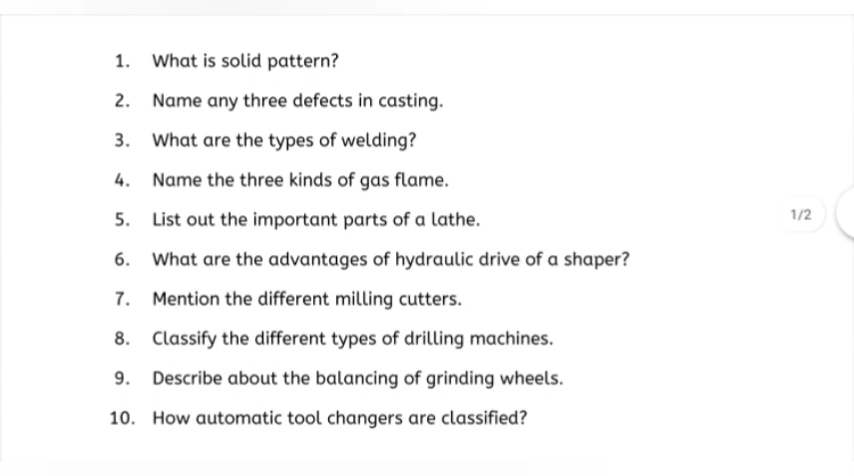 1. What is solid pattern?
2. Name any three defects in casting.
3. What are the types of welding?
4. Name the three kinds of gas flame.
5. List out the important parts of a lathe.
1/2
6. What are the advantages of hydraulic drive of a shaper?
7. Mention the different milling cutters.
8. Classify the different types of drilling machines.
9. Describe about the balancing of grinding wheels.
10. How automatic tool changers are classified?